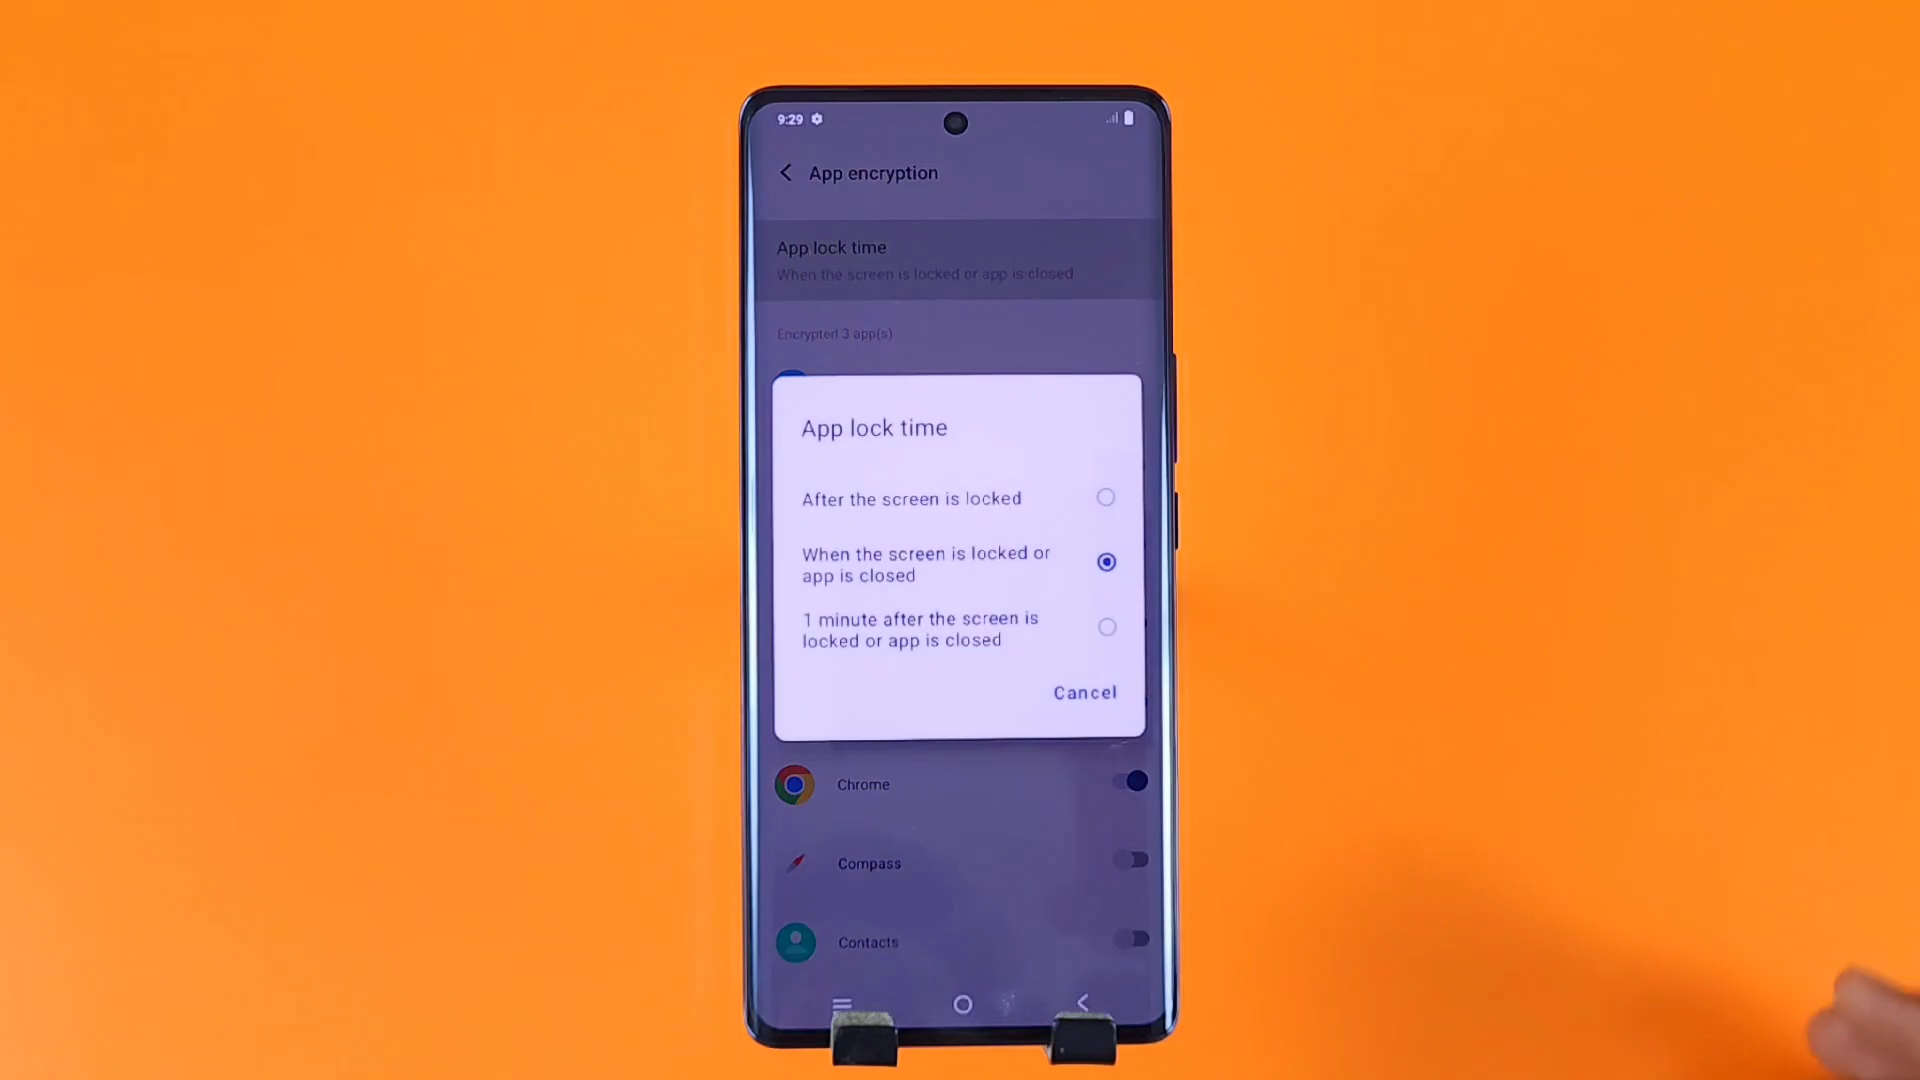 9:29
App encryption
App lock time
When the screen is locked or app is closed
Encrypted 3 app(s)
App lock time
After the screen is locked
When the screen is locked or
app is closed
1 minute after the screen is
locked or app is closed
Cancel
Chrome
Compass
Contacts